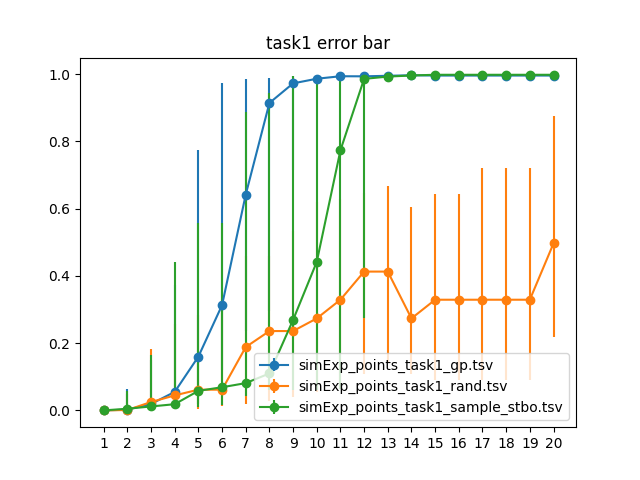 task1 error bar
1.0
0.8
0.6
0.4
0.2
0.0
simExp_points_task1_gp.tsv
simExp_points_task1_rand.tsv
simExp_points_task1_sample_stbo.tsv
1 2 3 4 5 6 7 8 9 10 11 12 13 14 15 16 17 18 19 20